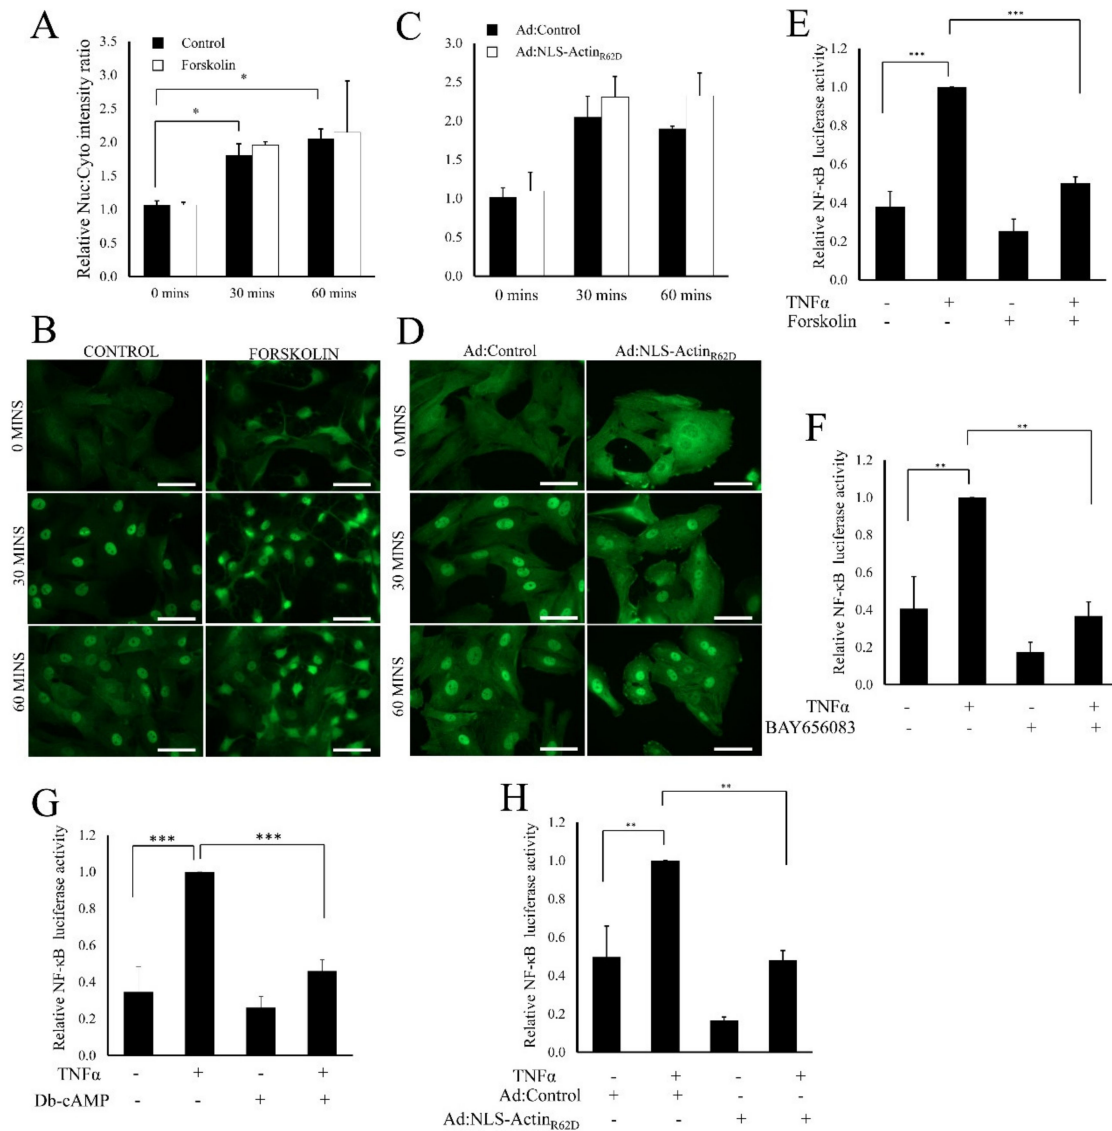 A
Relative Nuc:Cyto intensity ratio
3.5
3.0
2.5
2.0
1.5
1.0
0.5
0.0
Control
Forskolin
*
*
0 mins 30 mins 60 mins
C
3.0
2.5
2.0
1.5
1.0
0.5
0.0
Ad:Control
Ad:NLS-ActinR62D
0 mins 30 mins 60 mins
E
Relative NF-κB luciferase activity
1.2
1.0
0.8
0.6
0.4
0.2
0.0
***
***
TNFα - + - +
Forskolin - - + +
B
CONTROL FORSKOLIN
0 MINS
30 MINS
60 MINS
D
Ad:Control Ad:NLS-ActinR62D
0 MINS
30 MINS
60 MINS
F
Relative NF-κB luciferase activity
1.2
1.0
0.8
0.6
0.4
0.2
0.0
**
**
TNFα - + - +
BAY656083 - - + +
G
Relative NF-κB luciferase activity
1.2
1.0
0.8
0.6
0.4
0.2
0.0
***
***
TNFα - + - +
Db-cAMP - - + +
H
Relative NF-κB luciferase activity
1.2
1.0
0.8
0.6
0.4
0.2
0.0
**
**
TNFα - + - +
Ad:Control + + - -
Ad:NLS-ActinR62D - - + +